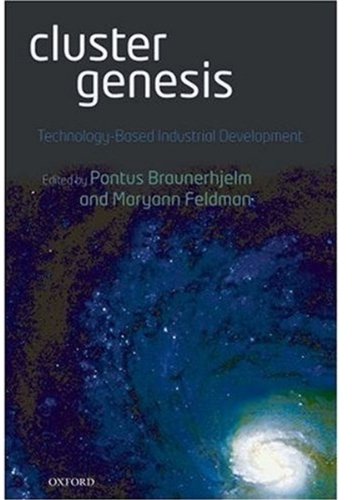 cluster
genesis
Technology-Based Industrial Development
Edited by Pontus Braunerhjelm
and Maryann Feldman
OXFORD